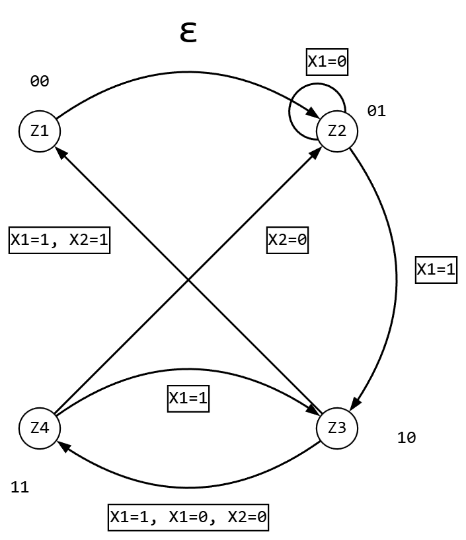 ε
X1=0
00
01
Z1
Z2
X1=1, X2=1
X2=0
X1=1
X1=1
Z4
Z3
10
11
X1=1, X1=0, X2=0